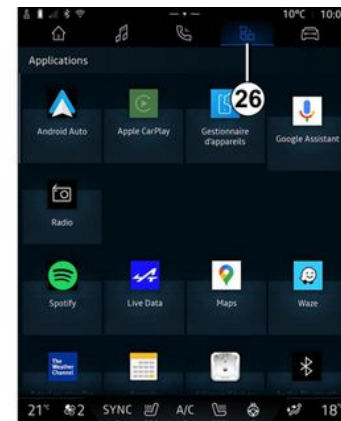 10°C 10:0
Applications
26
Android Auto
Apple CarPlay
Gestionnaire
d'appareils
Google Assistant
Radio
Spotify
Live Data
Maps
Waze
The
Weather
Channel
21° 2 SYNC A/C 18°